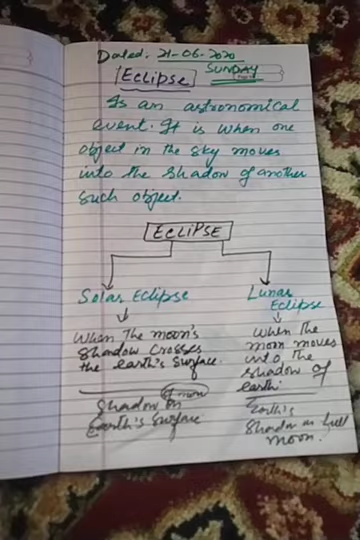 Dated. 21-06-2020
Eclipse SUNDAY
Is an astronomical
event. It is when one
object in the sky moves
into the shadow of another
such object.
ECLIPSE
Solar Eclipse
When The moon's
Shadow Crosses
the earth's surface.
of moon
Shadow on
Earth's Surface
Lunar
Eclipse
When the
moon moves
into the
shadow of
earth.
Earth's
Shadow on full
moon.